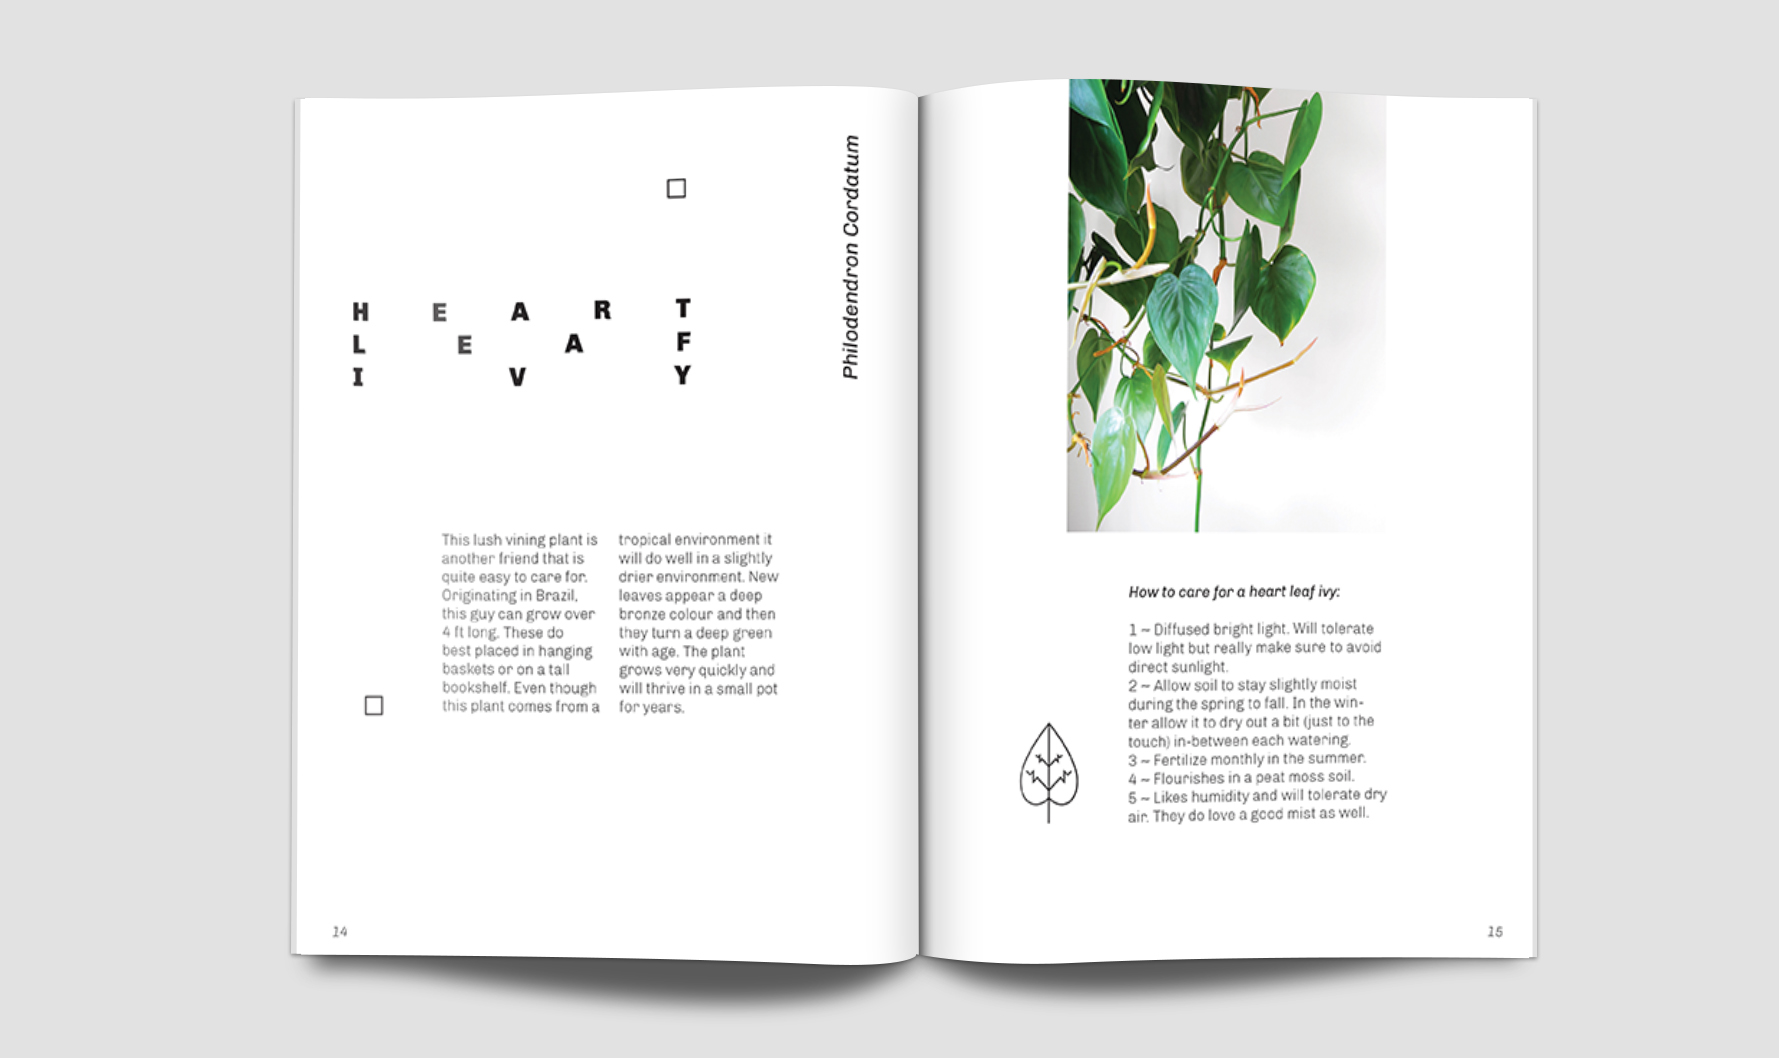 H E A R T
L E A F
I V Y
Philodendron Cordatum
This lush vining plant is
another friend that is
quite easy to care for.
Originating in Brazil,
this guy can grow over
4 ft long. These do
best placed in hanging
baskets or on a tall
bookshelf. Even though
this plant comes from a
tropical environment it
will do well in a slightly
drier environment. New
leaves appear a deep
bronze colour and then
they turn a deep green
with age. The plant
grows very quickly and
will thrive in a small pot
for years.
14
How to care for a heart leaf ivy:
1 ~ Diffused bright light. Will tolerate
low light but really make sure to avoid
direct sunlight.
2 ~ Allow soil to stay slightly moist
during the spring to fall. In the win-
ter allow it to dry out a bit (just to the
touch) in-between each watering.
3 ~ Fertilize monthly in the summer.
4 ~ Flourishes in a peat moss soil.
5 ~ Likes humidity and will tolerate dry
air. They do love a good mist as well.
15